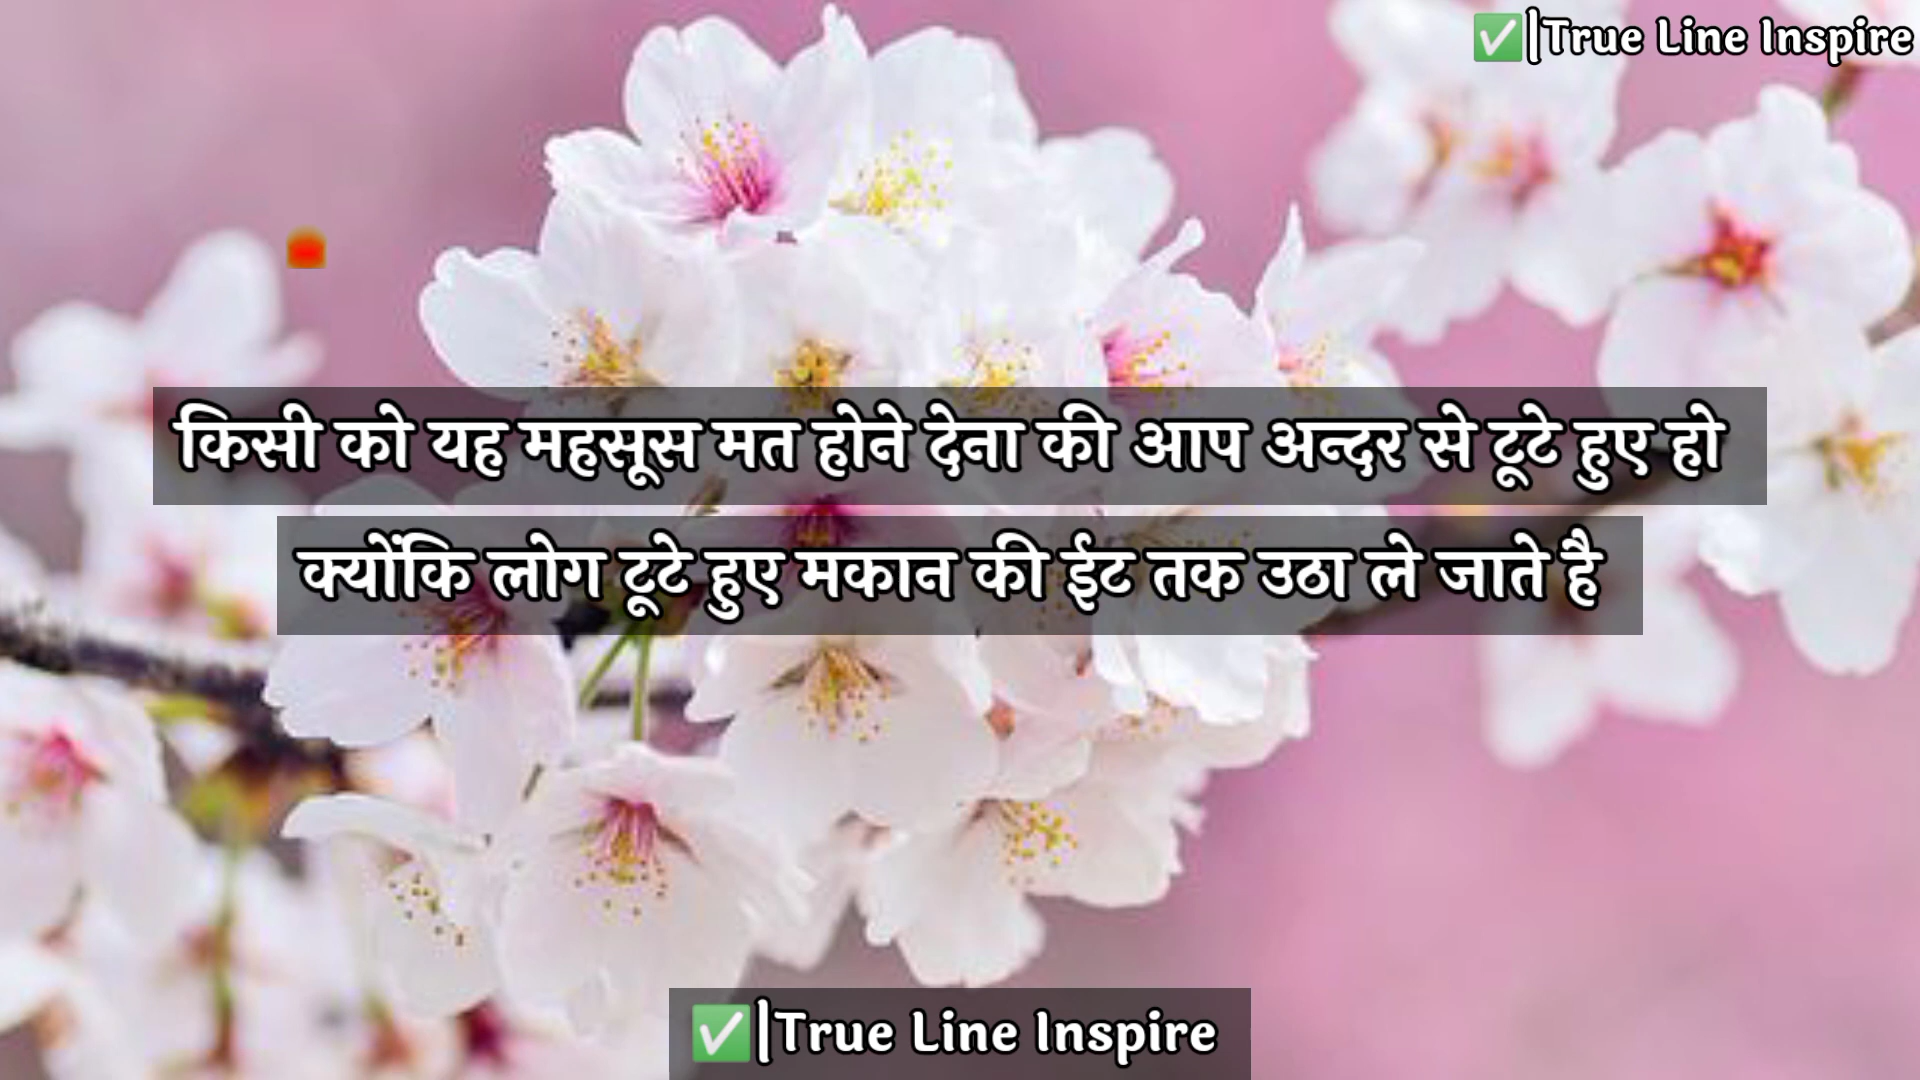 ✅|True Line Inspire
किसी को यह महसूस मत होने देना की आप अन्दर से टूटे हुए हो
क्योंकि लोग टूटे हुए मकान की ईट तक उठा ले जाते है
✅|True Line Inspire